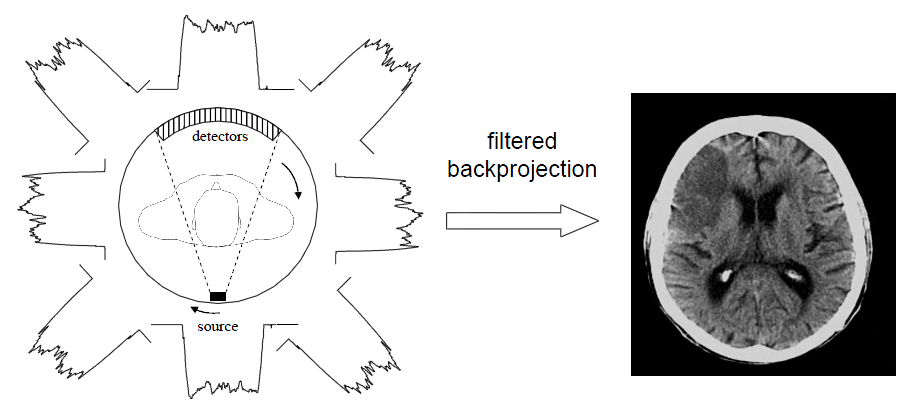 detectors
source
filtered
backprojection